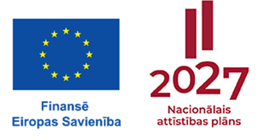 Finansē
Eiropas Savienība
2027
Nacionālais
attīstības plāns